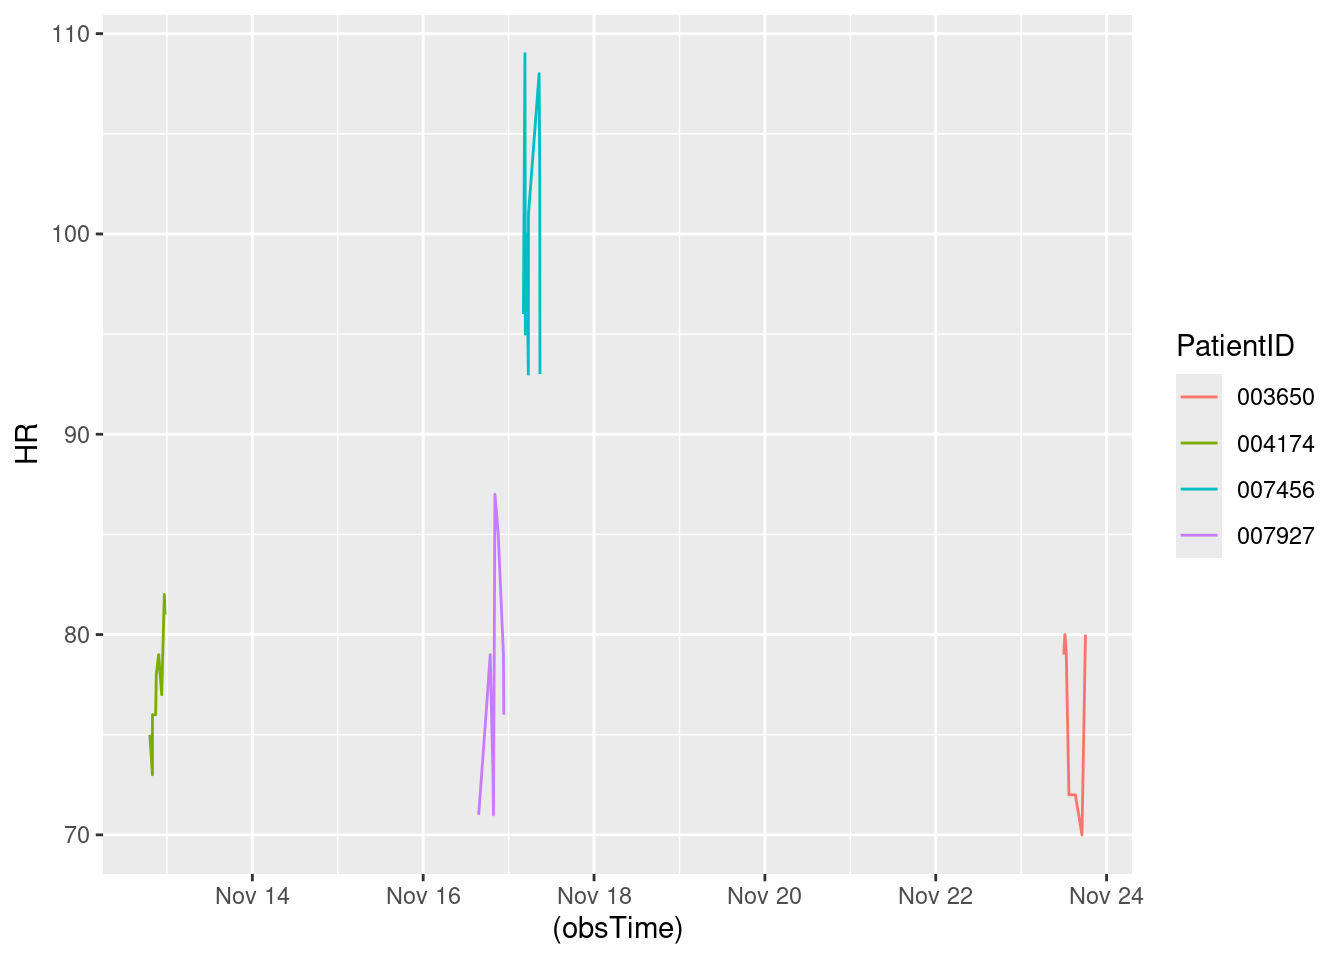 110
100
90
80
70
HR
Nov 14
Nov 16
Nov 18
Nov 20
Nov 22
Nov 24
(obsTime)
PatientID
003650
004174
007456
007927